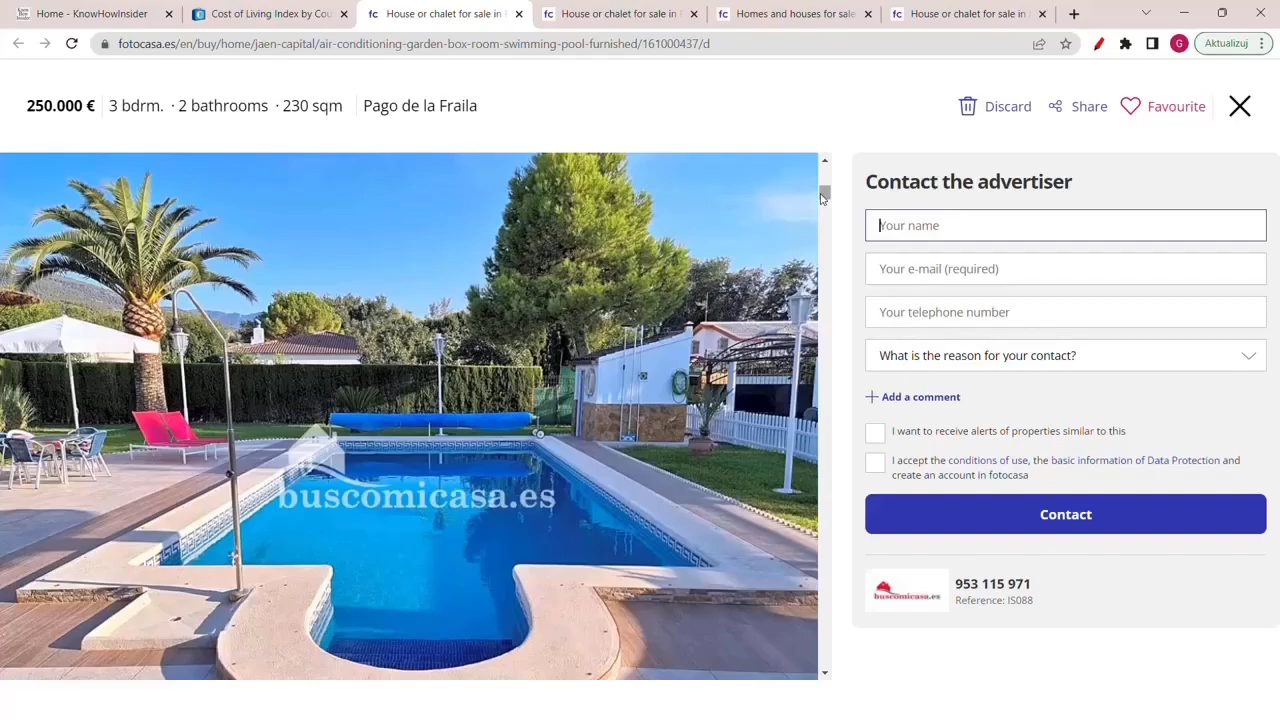 Home - KnowHowInsider
Cost of Living Index by Cou
House or chalet for sale in
House or chalet for sale in
Homes and houses for sale
House or chalet for sale in
fotocasa.es/en/buy/home/jaen-capital/air-conditioning-garden-box-room-swimming-pool-furnished/161000437/d
G
Aktualizuj
250.000 € 3 bdrm. · 2 bathrooms · 230 sqm Pago de la Fraila
Discard Share Favourite
buscomicasa.es
Contact the advertiser
Your name
Your e-mail (required)
Your telephone number
What is the reason for your contact?
Add a comment
I want to receive alerts of properties similar to this
I accept the conditions of use, the basic information of Data Protection and
create an account in fotocasa
Contact
buscomicasa.es
953 115 971
Reference: IS088